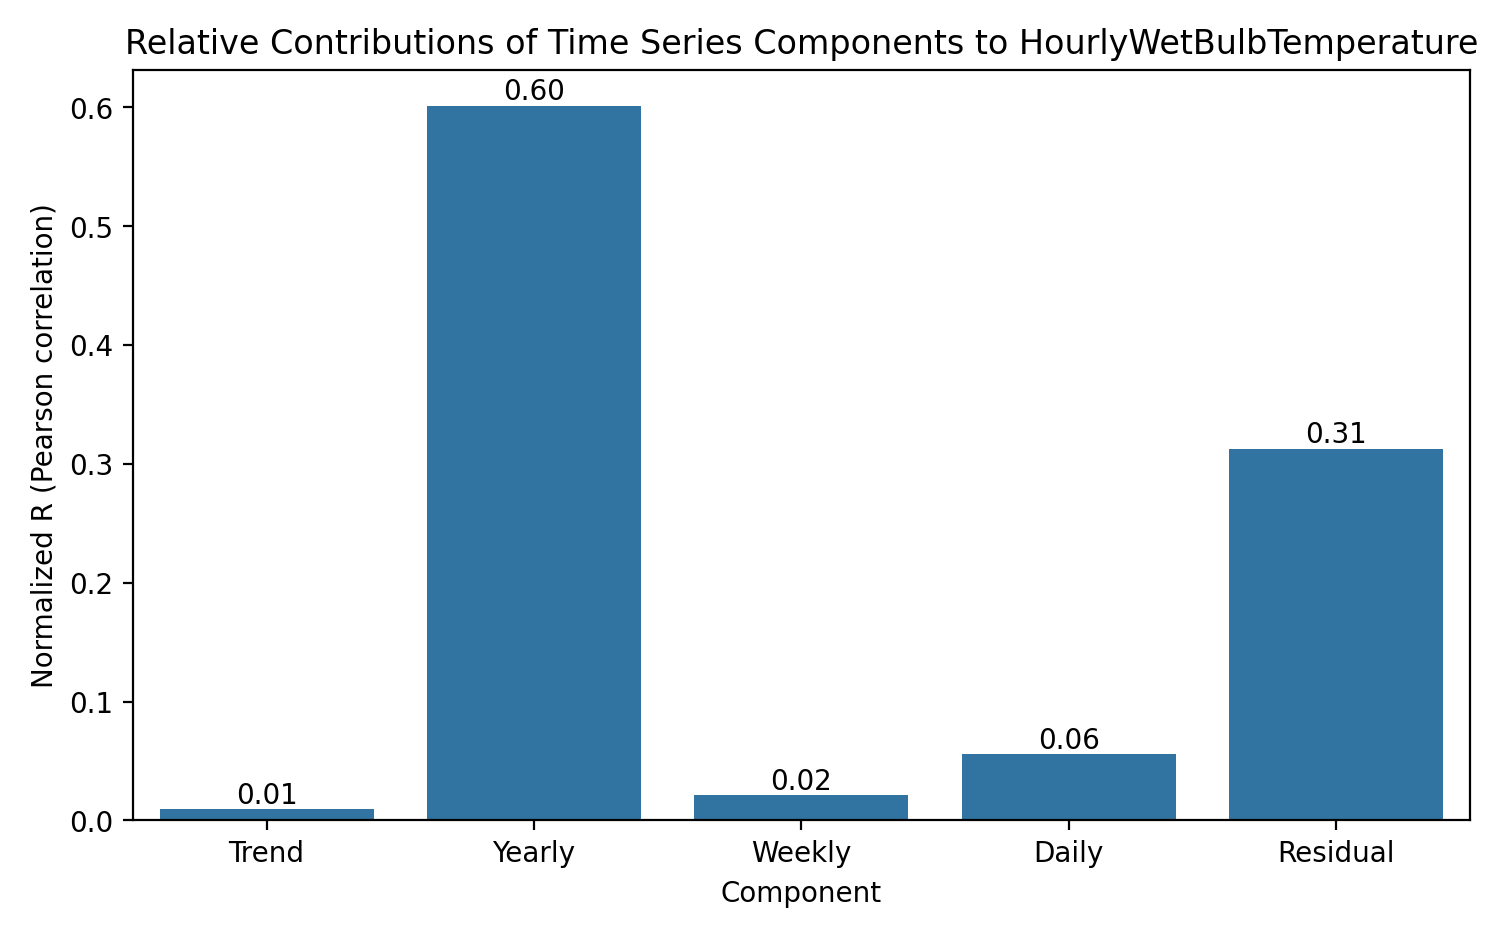 Relative Contributions of Time Series Components to HourlyWetBulbTemperature
Normalized R (Pearson correlation)
0.6
0.5
0.4
0.3
0.2
0.1
0.0
0.01
0.60
0.02
0.06
0.31
Trend
Yearly
Weekly
Daily
Residual
Component